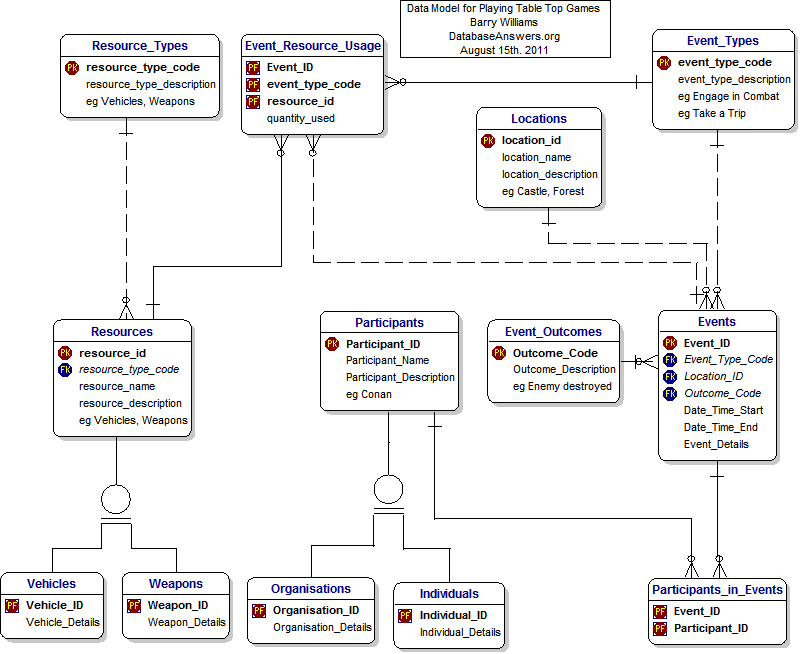 Data Model for Playing Table Top Games
Barry Williams
DatabaseAnswers.org
August 15th. 2011
Resource_Types
PK resource_type_code
resource_type_description
eg Vehicles, Weapons
Event_Resource_Usage
PF Event_ID
PF event_type_code
PF resource_id
quantity_used
Event_Types
PK event_type_code
event_type_description
eg Engage in Combat
eg Take a Trip
Locations
PK location_id
location_name
location_description
eg Castle, Forest
Resources
PK resource_id
FK resource_type_code
resource_name
resource_description
eg Vehicles, Weapons
Participants
PK Participant_ID
Participant_Name
Participant_Description
eg Conan
Event_Outcomes
PK Outcome_Code
Outcome_Description
eg Enemy destroyed
Events
PK Event_ID
FK Event_Type_Code
FK Location_ID
FK Outcome_Code
Date_Time_Start
Date_Time_End
Event_Details
Vehicles
PF Vehicle_ID
Vehicle_Details
Weapons
PF Weapon_ID
Weapon_Details
Organisations
PF Organisation_ID
Organisation_Details
Individuals
PF Individual_ID
Individual_Details
Participants_in_Events
PF Event_ID
PF Participant_ID